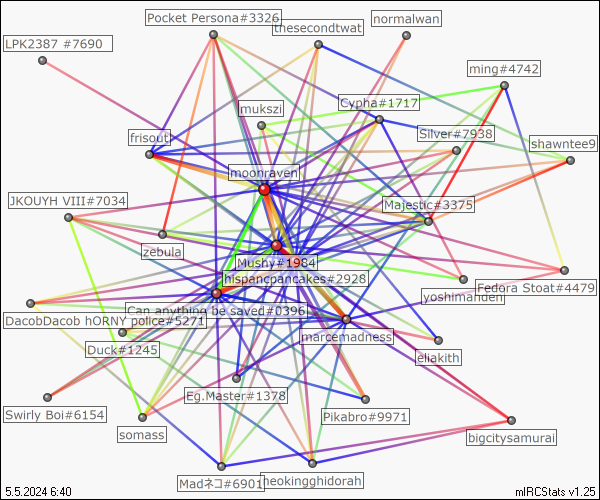 Pocket Persona#3326
thesecondtwat
normalwan
LPK2387 #7690
ming#4742
mukszi
Cypha#1717
Silver#7938
frisout
shawntee9
moonraven
JKOUYH VIII#7034
Majestic#3375
zebula
Mushy#1984
hispancpancakes#2928
Fedora Stoat#4479
yoshimahden
Can anything be saved#0396
DacobDacob hORNY police#5271
marcemadness
Duck#1245
eliakith
Eg.Master#1378
Swirly Boi#6154
Pikabro#9971
somass
bigcitysamurai
Madネコ#6901
neokingghidorah
5.5.2024 6:40
mIRCStats v1.25